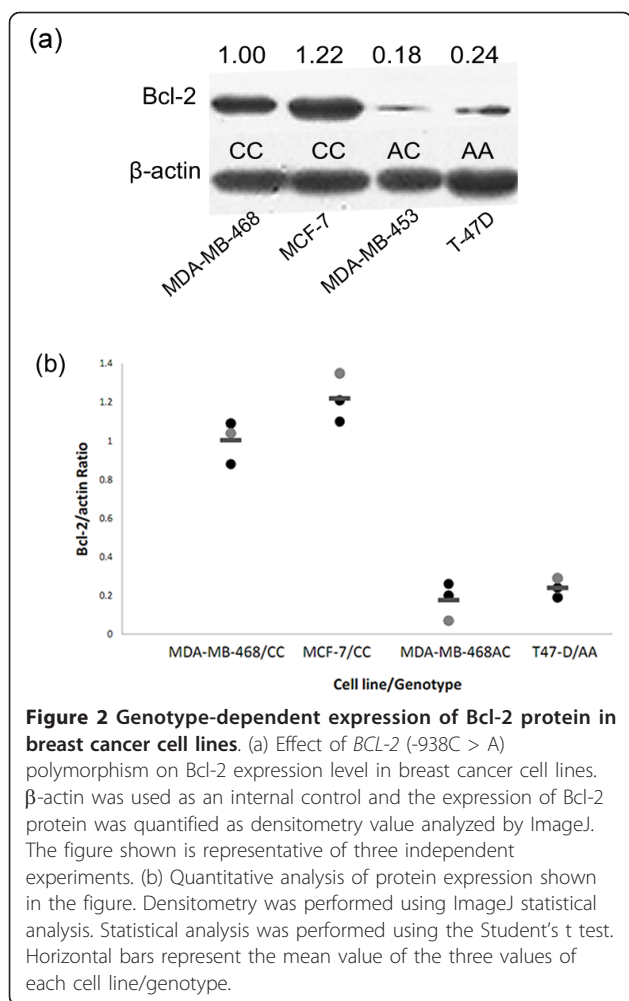 (a)
1.00 1.22 0.18 0.24
Bcl-2
CC CC AC AA
β-actin
MDA-MB-468 MCF-7 MDA-MB-453 T-47D
(b)
1.4
1.2
1
0.8
0.6
0.4
0.2
0
Bcl-2/actin Ratio
MDA-MB-468/CC MCF-7/CC MDA-MB-468AC T47-D/AA
Cell line/Genotype
Figure 2 Genotype-dependent expression of Bcl-2 protein in
breast cancer cell lines. (a) Effect of BCL-2 (-938C > A)
polymorphism on Bcl-2 expression level in breast cancer cell lines.
β-actin was used as an internal control and the expression of Bcl-2
protein was quantified as densitometry value analyzed by ImageJ.
The figure shown is representative of three independent
experiments. (b) Quantitative analysis of protein expression shown
in the figure. Densitometry was performed using ImageJ statistical
analysis. Statistical analysis was performed using the Student's t test.
Horizontal bars represent the mean value of the three values of
each cell line/genotype.